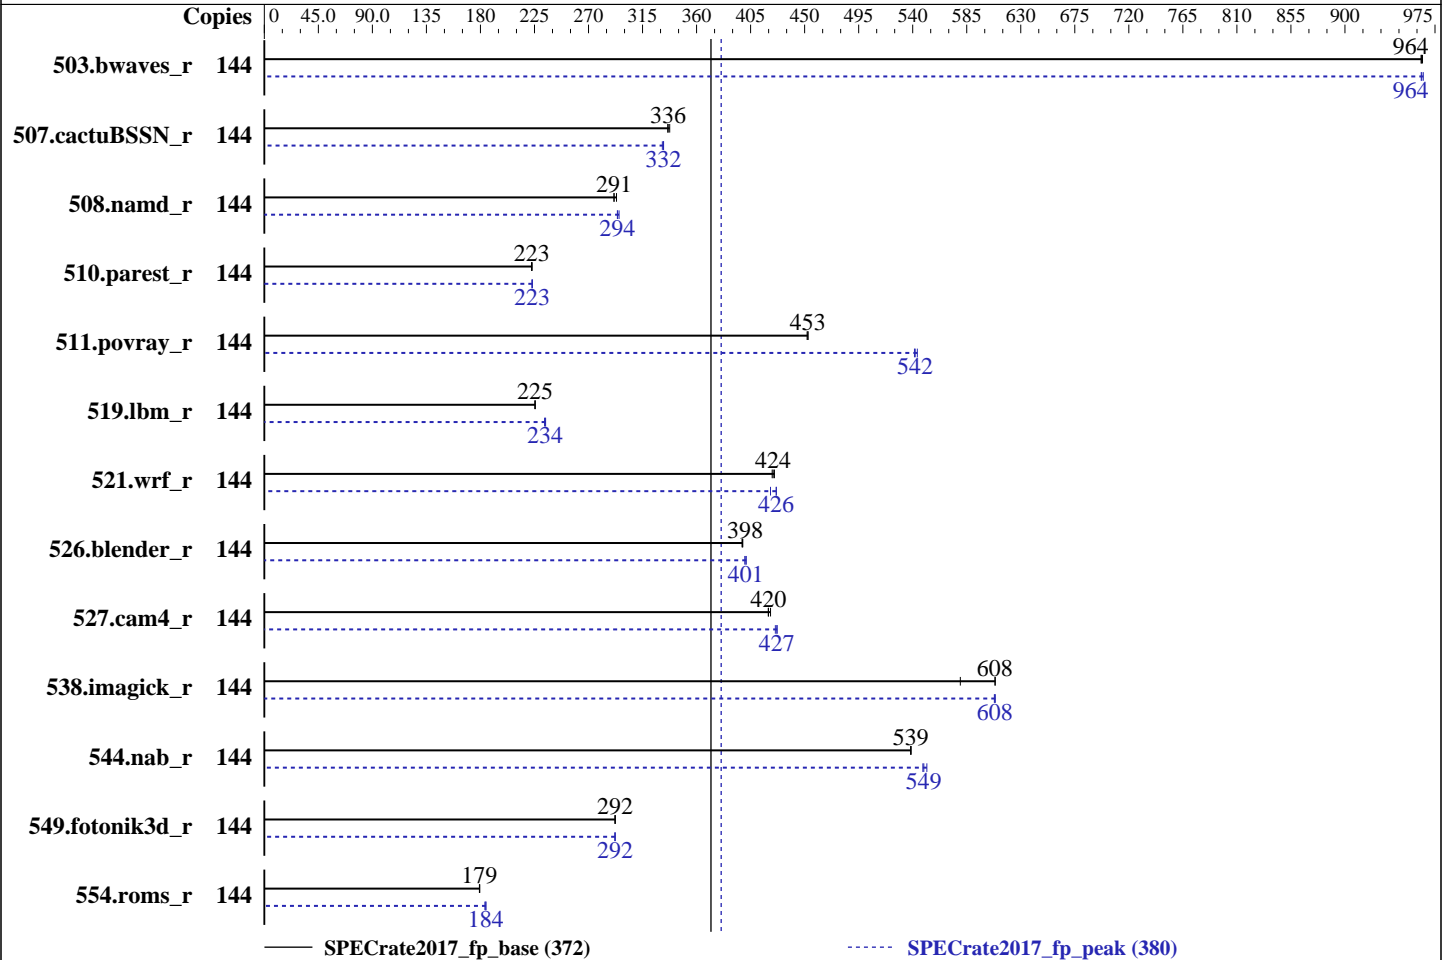 Copies 0 45.0 90.0 135 180 225 270 315 360 405 450 495 540 585 630 675 720 765 810 855 900 975
964
503.bwaves_r 144
964
336
507.cactuBSSN_r 144
332
291
508.namd_r 144
294
223
510.parest_r 144
223
453
511.povray_r 144
542
225
519.lbm_r 144
234
424
521.wrf_r 144
426
398
526.blender_r 144
401
420
527.cam4_r 144
427
608
538.imagick_r 144
608
539
544.nab_r 144
549
292
549.fotonik3d_r 144
292
179
554.roms_r 144
184
SPECrate2017_fp_base (372) SPECrate2017_fp_peak (380)